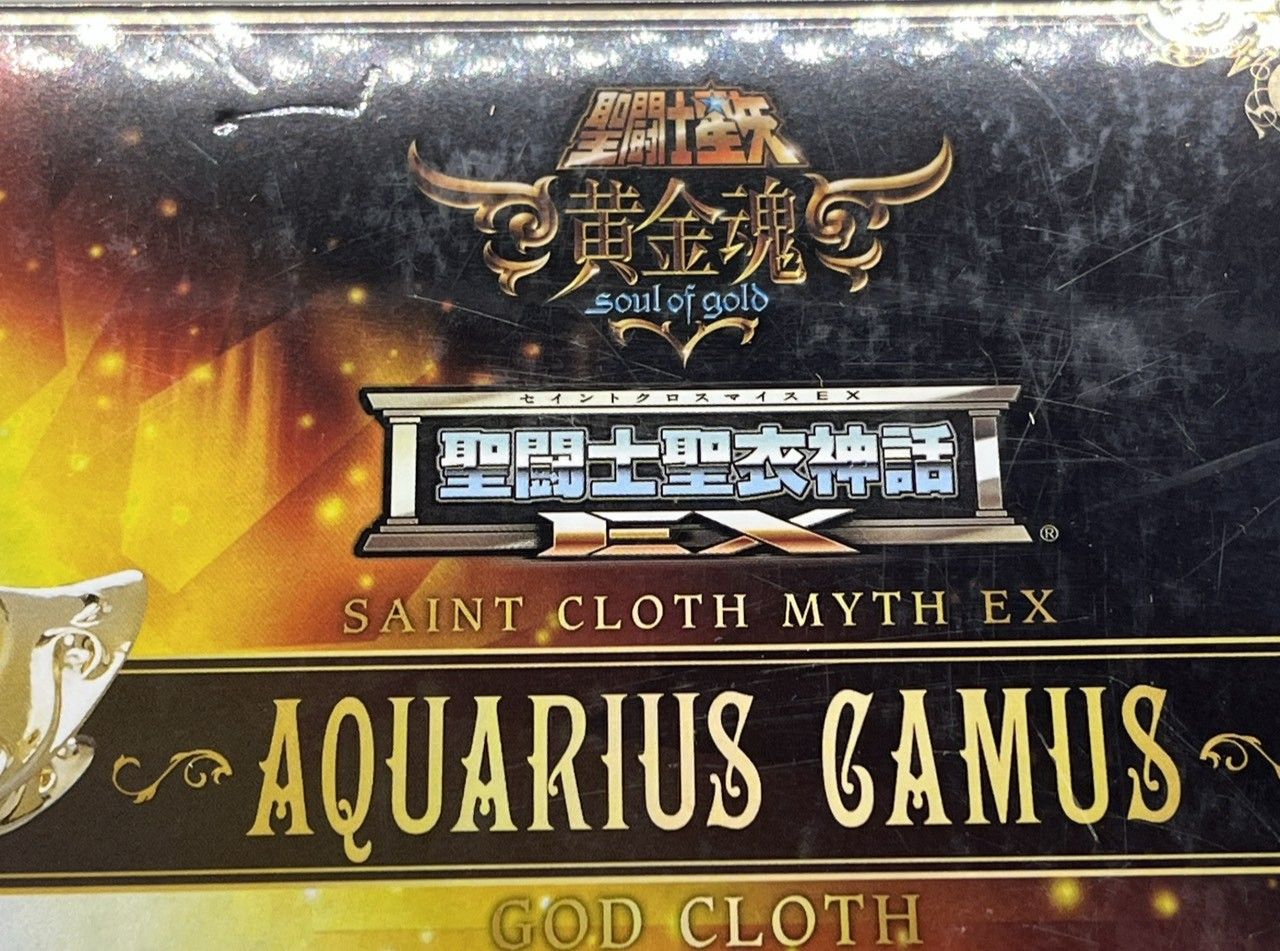 聖闘士星矢
黄金魂
soul of gold
セイントクロスマイスEX
聖闘士聖衣神話
EX
®
SAINT CLOTH MYTH EX
AQUARIUS CAMUS
GOD CLOTH